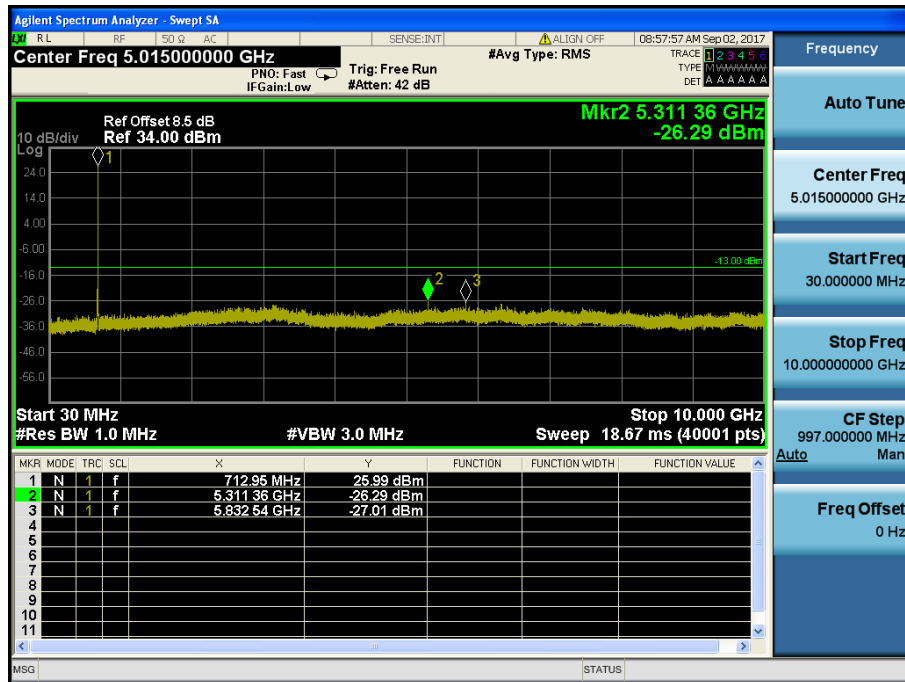 Agilent Spectrum Analyzer - Swept SA
LXI RL RF 50 Ω AC SENSE:INT ALIGN OFF 08:57:57 AM Sep 02, 2017
Center Freq 5.015000000 GHz #Avg Type: RMS TRACE 1 2 3 4 5 6
PNO: Fast Trig: Free Run TYPE M W W W W W
IFGain:Low #Atten: 42 dB DET A A A A A A
Frequency
Auto Tune
Center Freq
5.015000000 GHz
Start Freq
30.000000 MHz
Stop Freq
10.000000000 GHz
CF Step
997.000000 MHz
Auto Man
Freq Offset
0 Hz
Mkr2 5.311 36 GHz
-26.29 dBm
Ref Offset 8.5 dB
10 dB/div Ref 34.00 dBm
Log
1
24.0
14.0
4.00
-6.00
-13.00 dBm
-16.0
2 3
-26.0
-36.0
-46.0
-56.0
Start 30 MHz Stop 10.000 GHz
#Res BW 1.0 MHz #VBW 3.0 MHz Sweep 18.67 ms (40001 pts)
MKR MODE TRC SCL X Y FUNCTION FUNCTION WIDTH FUNCTION VALUE
1 N 1 f 712.95 MHz 25.99 dBm
2 N 1 f 5.311 36 GHz -26.29 dBm
3 N 1 f 5.832 54 GHz -27.01 dBm
4
5
6
7
8
9
10
11
MSG STATUS